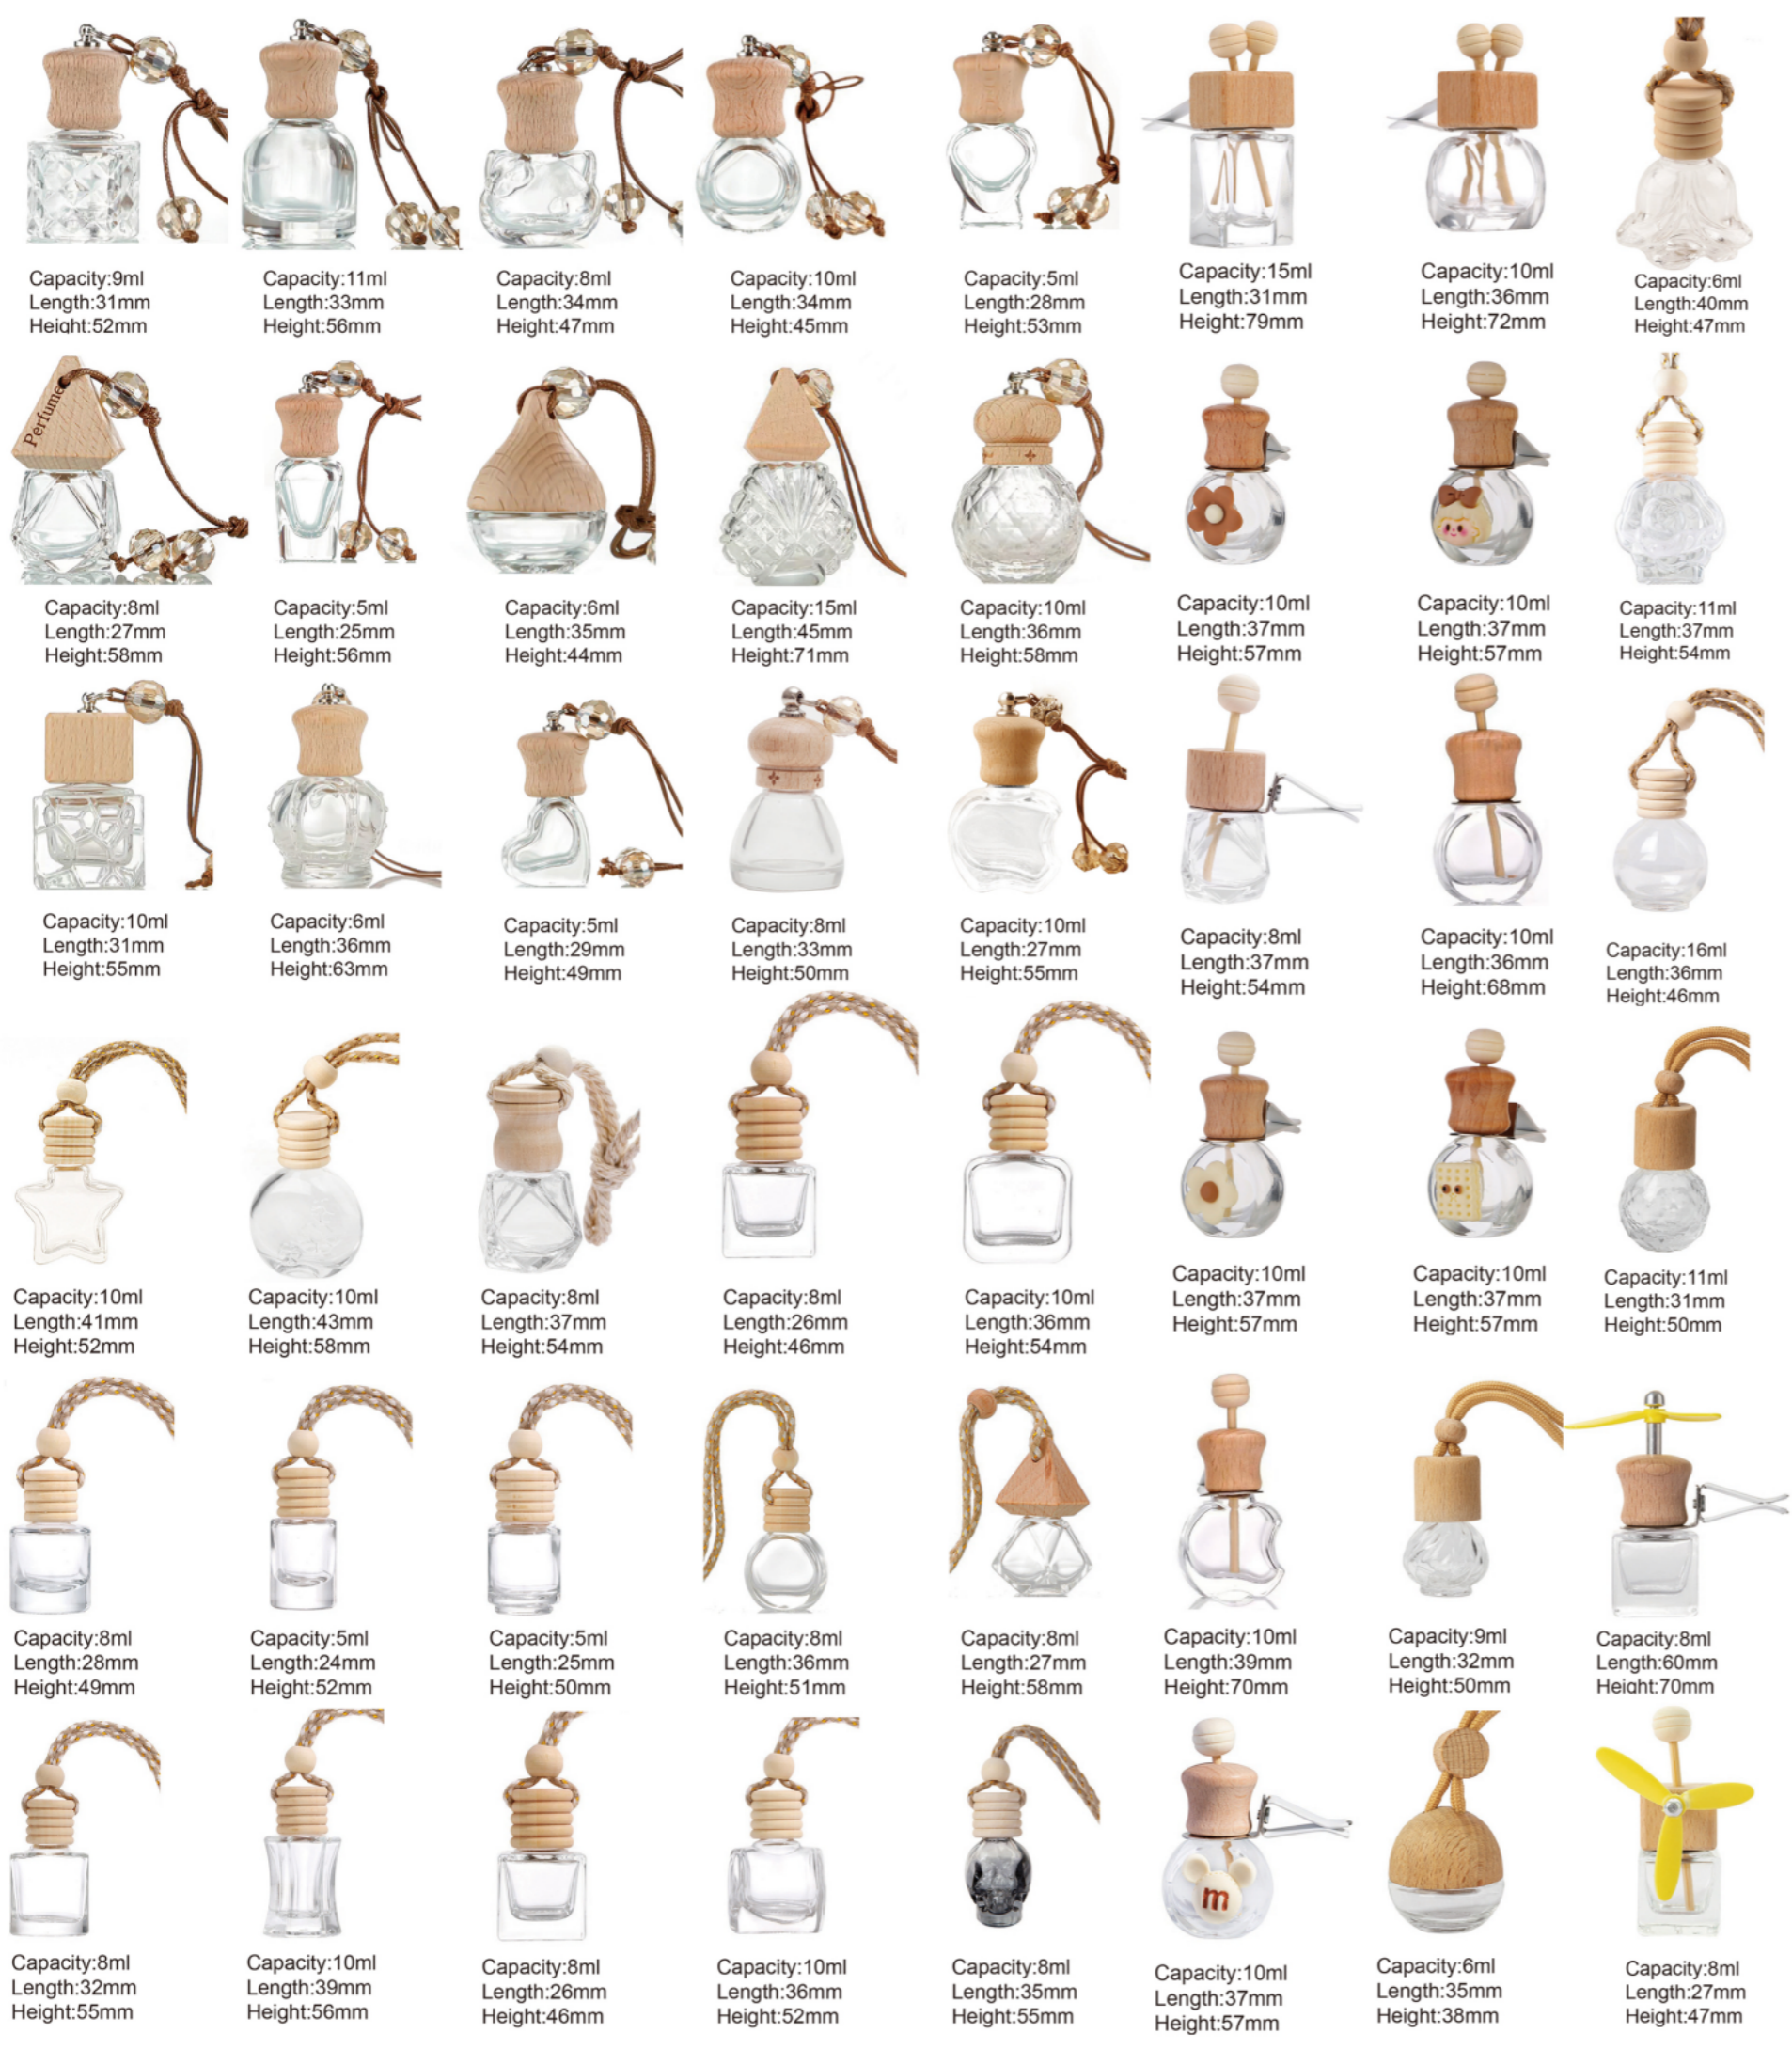 Capacity:9ml
Length:31mm
Height:52mm
Capacity:11ml
Length:33mm
Height:56mm
Capacity:8ml
Length:34mm
Height:47mm
Capacity:10ml
Length:34mm
Height:45mm
Capacity:5ml
Length:28mm
Height:53mm
Capacity:15ml
Length:31mm
Height:79mm
Capacity:10ml
Length:36mm
Height:72mm
Capacity:6ml
Length:40mm
Height:47mm
Perfume
Capacity:8ml
Length:27mm
Height:58mm
Capacity:5ml
Length:25mm
Height:56mm
Capacity:6ml
Length:35mm
Height:44mm
Capacity:15ml
Length:45mm
Height:71mm
Capacity:10ml
Length:36mm
Height:58mm
Capacity:10ml
Length:37mm
Height:57mm
Capacity:10ml
Length:37mm
Height:57mm
Capacity:11ml
Length:37mm
Height:54mm
Capacity:10ml
Length:31mm
Height:55mm
Capacity:6ml
Length:36mm
Height:63mm
Capacity:5ml
Length:29mm
Height:49mm
Capacity:8ml
Length:33mm
Height:50mm
Capacity:10ml
Length:27mm
Height:55mm
Capacity:8ml
Length:37mm
Height:54mm
Capacity:10ml
Length:36mm
Height:68mm
Capacity:16ml
Length:36mm
Height:46mm
Capacity:10ml
Length:41mm
Height:52mm
Capacity:10ml
Length:43mm
Height:58mm
Capacity:8ml
Length:37mm
Height:54mm
Capacity:8ml
Length:26mm
Height:46mm
Capacity:10ml
Length:36mm
Height:54mm
Capacity:10ml
Length:37mm
Height:57mm
Capacity:10ml
Length:37mm
Height:57mm
Capacity:11ml
Length:31mm
Height:50mm
Capacity:8ml
Length:28mm
Height:49mm
Capacity:5ml
Length:24mm
Height:52mm
Capacity:5ml
Length:25mm
Height:50mm
Capacity:8ml
Length:36mm
Height:51mm
Capacity:8ml
Length:27mm
Height:58mm
Capacity:10ml
Length:39mm
Height:70mm
Capacity:9ml
Length:32mm
Height:50mm
Capacity:8ml
Length:60mm
Height:70mm
m
Capacity:8ml
Length:32mm
Height:55mm
Capacity:10ml
Length:39mm
Height:56mm
Capacity:8ml
Length:26mm
Height:46mm
Capacity:10ml
Length:36mm
Height:52mm
Capacity:8ml
Length:35mm
Height:55mm
Capacity:10ml
Length:37mm
Height:57mm
Capacity:6ml
Length:35mm
Height:38mm
Capacity:8ml
Length:27mm
Height:47mm